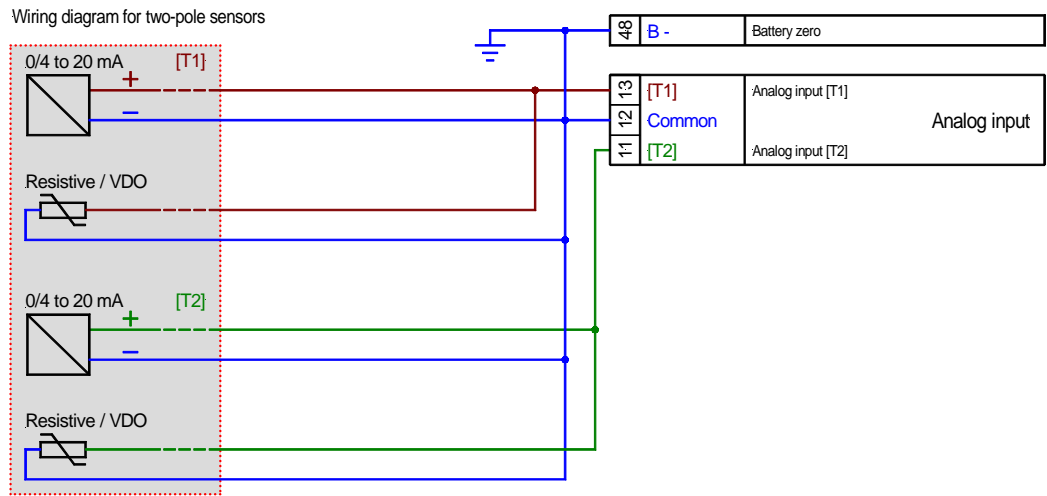 Wiring diagram for two-pole sensors
48 B - Battery zero
0/4 to 20 mA [T1]
+
–
13 [T1] Analog input [T1]
12 Common Analog input
11 [T2] Analog input [T2]
Resistive / VDO
0/4 to 20 mA [T2]
+
–
Resistive / VDO